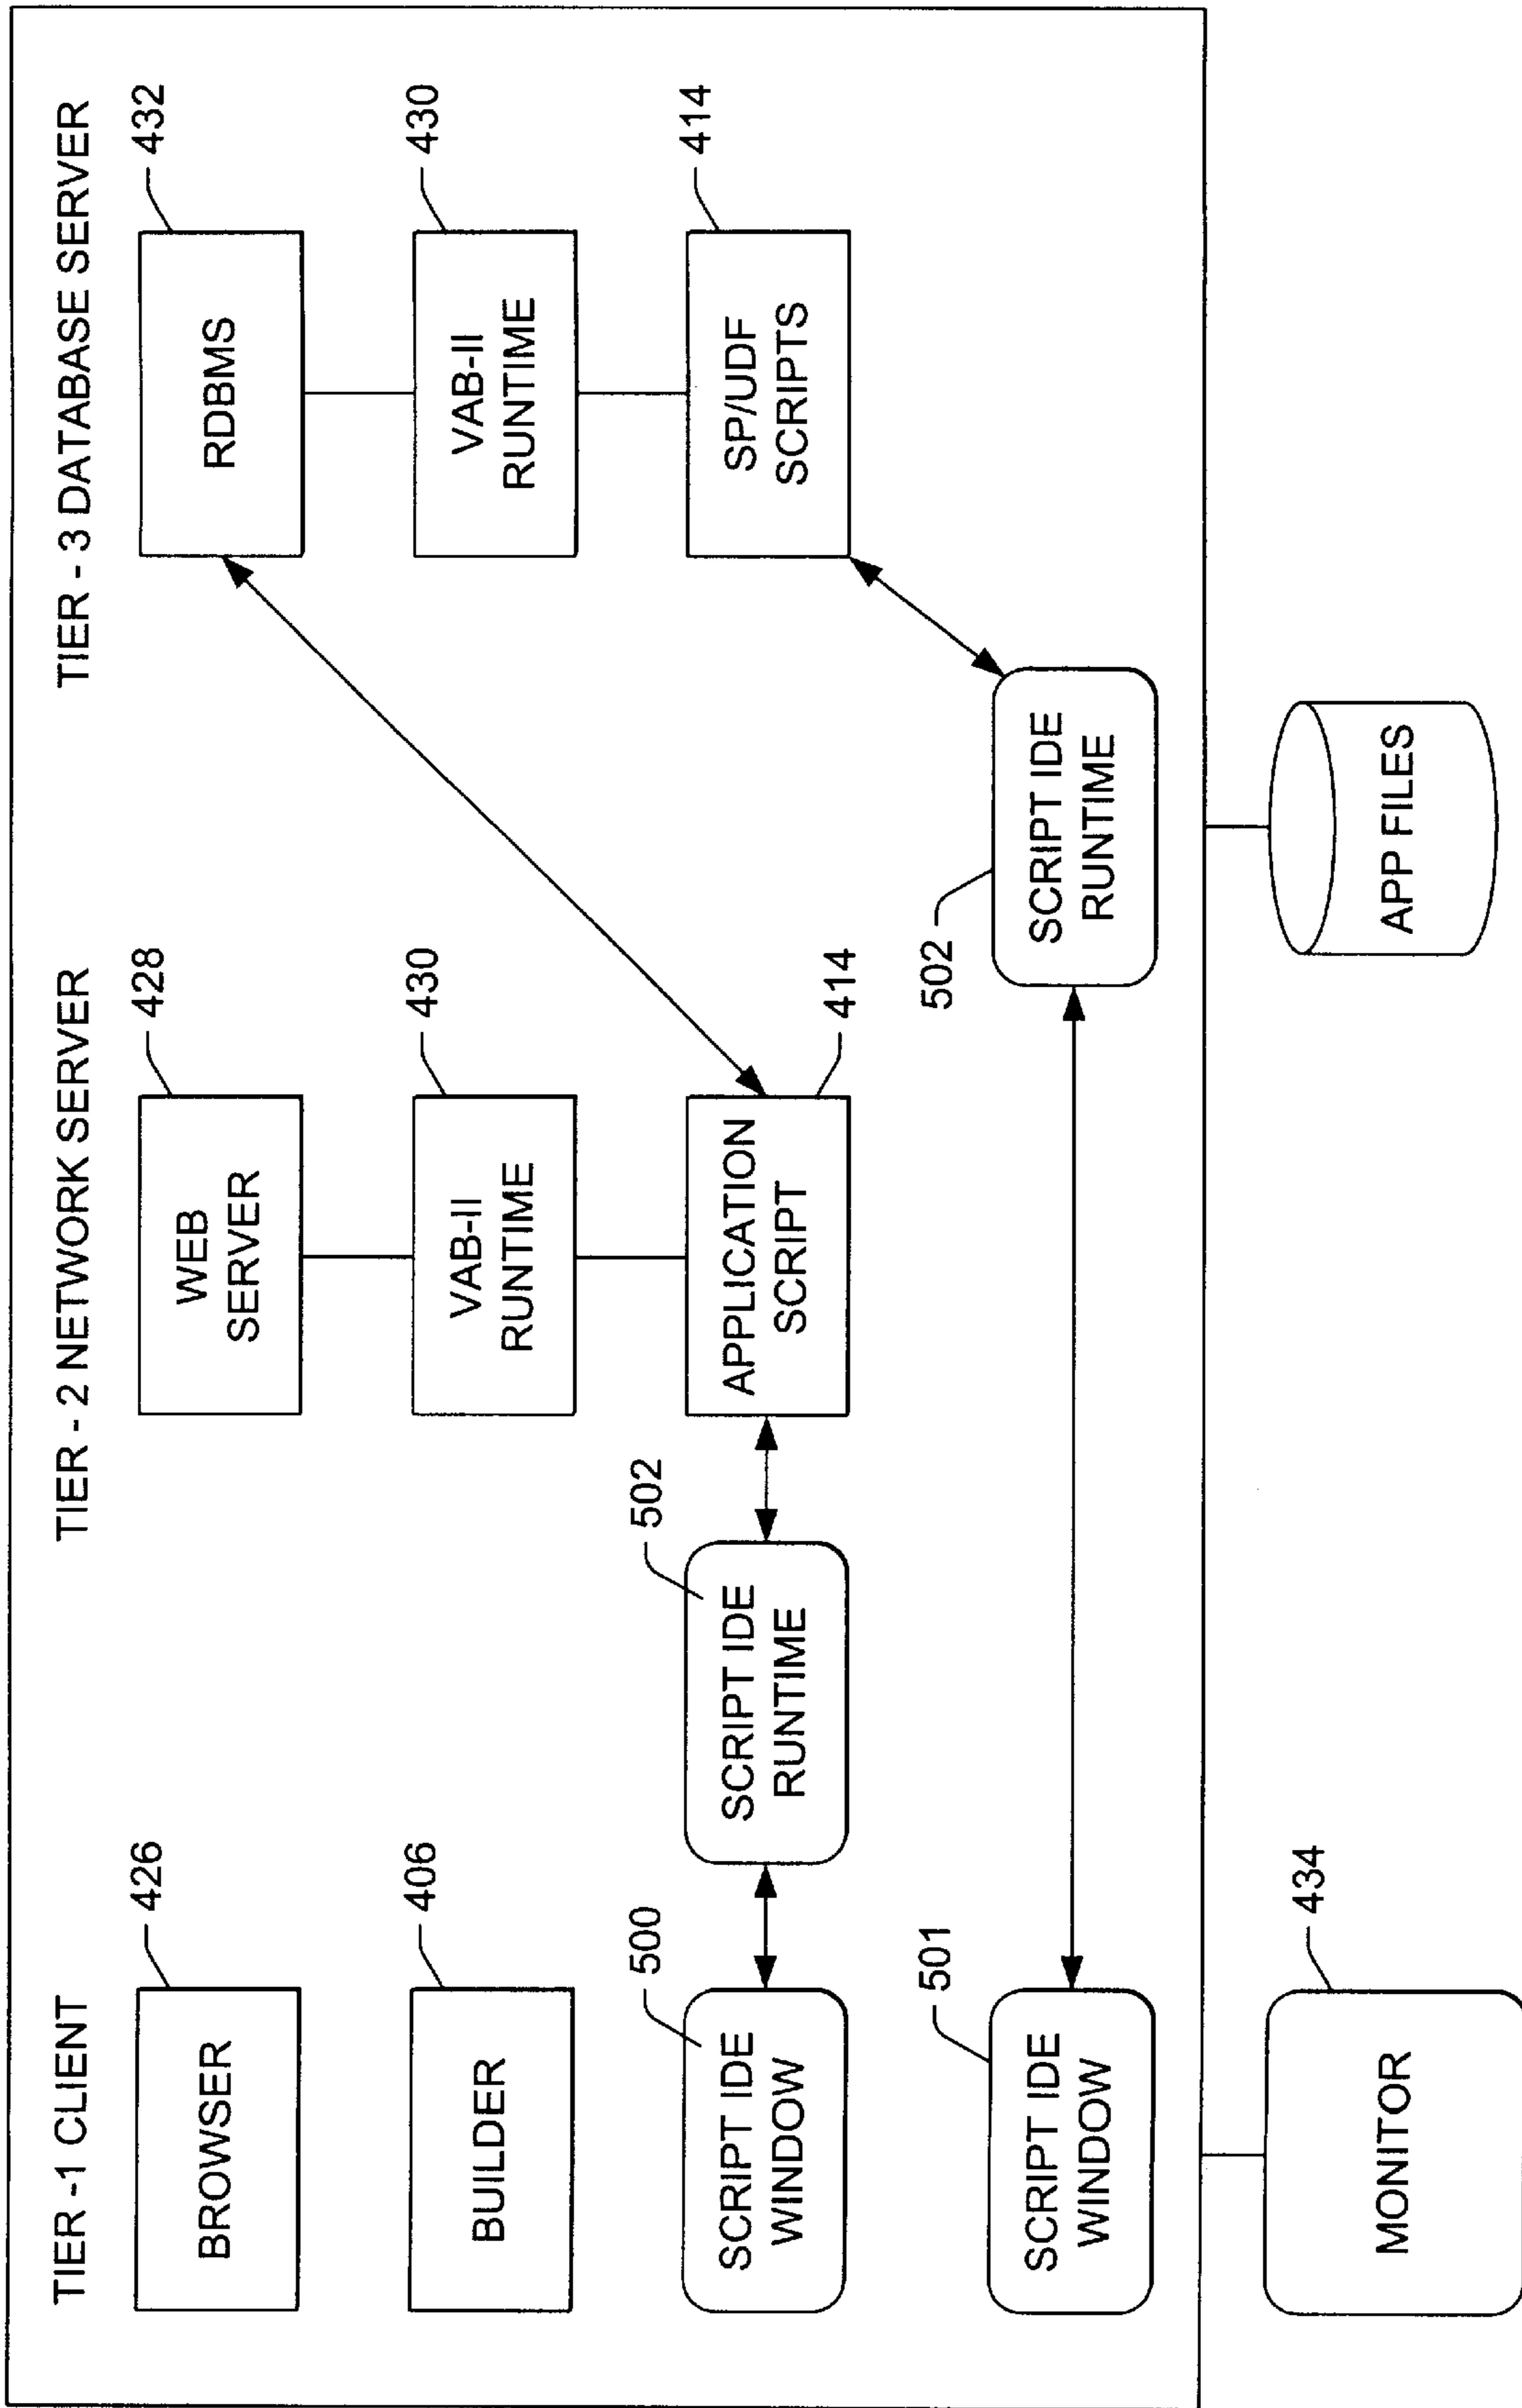 TIER -1 CLIENT
TIER - 2 NETWORK SERVER
TIER - 3 DATABASE SERVER
426
BROWSER
428
WEB
SERVER
432
RDBMS
406
BUILDER
430
VAB-II
RUNTIME
430
VAB-II
RUNTIME
500
SCRIPT IDE
WINDOW
502
SCRIPT IDE
RUNTIME
414
APPLICATION
SCRIPT
414
SP/UDF
SCRIPTS
501
SCRIPT IDE
WINDOW
502
SCRIPT IDE
RUNTIME
434
MONITOR
APP FILES